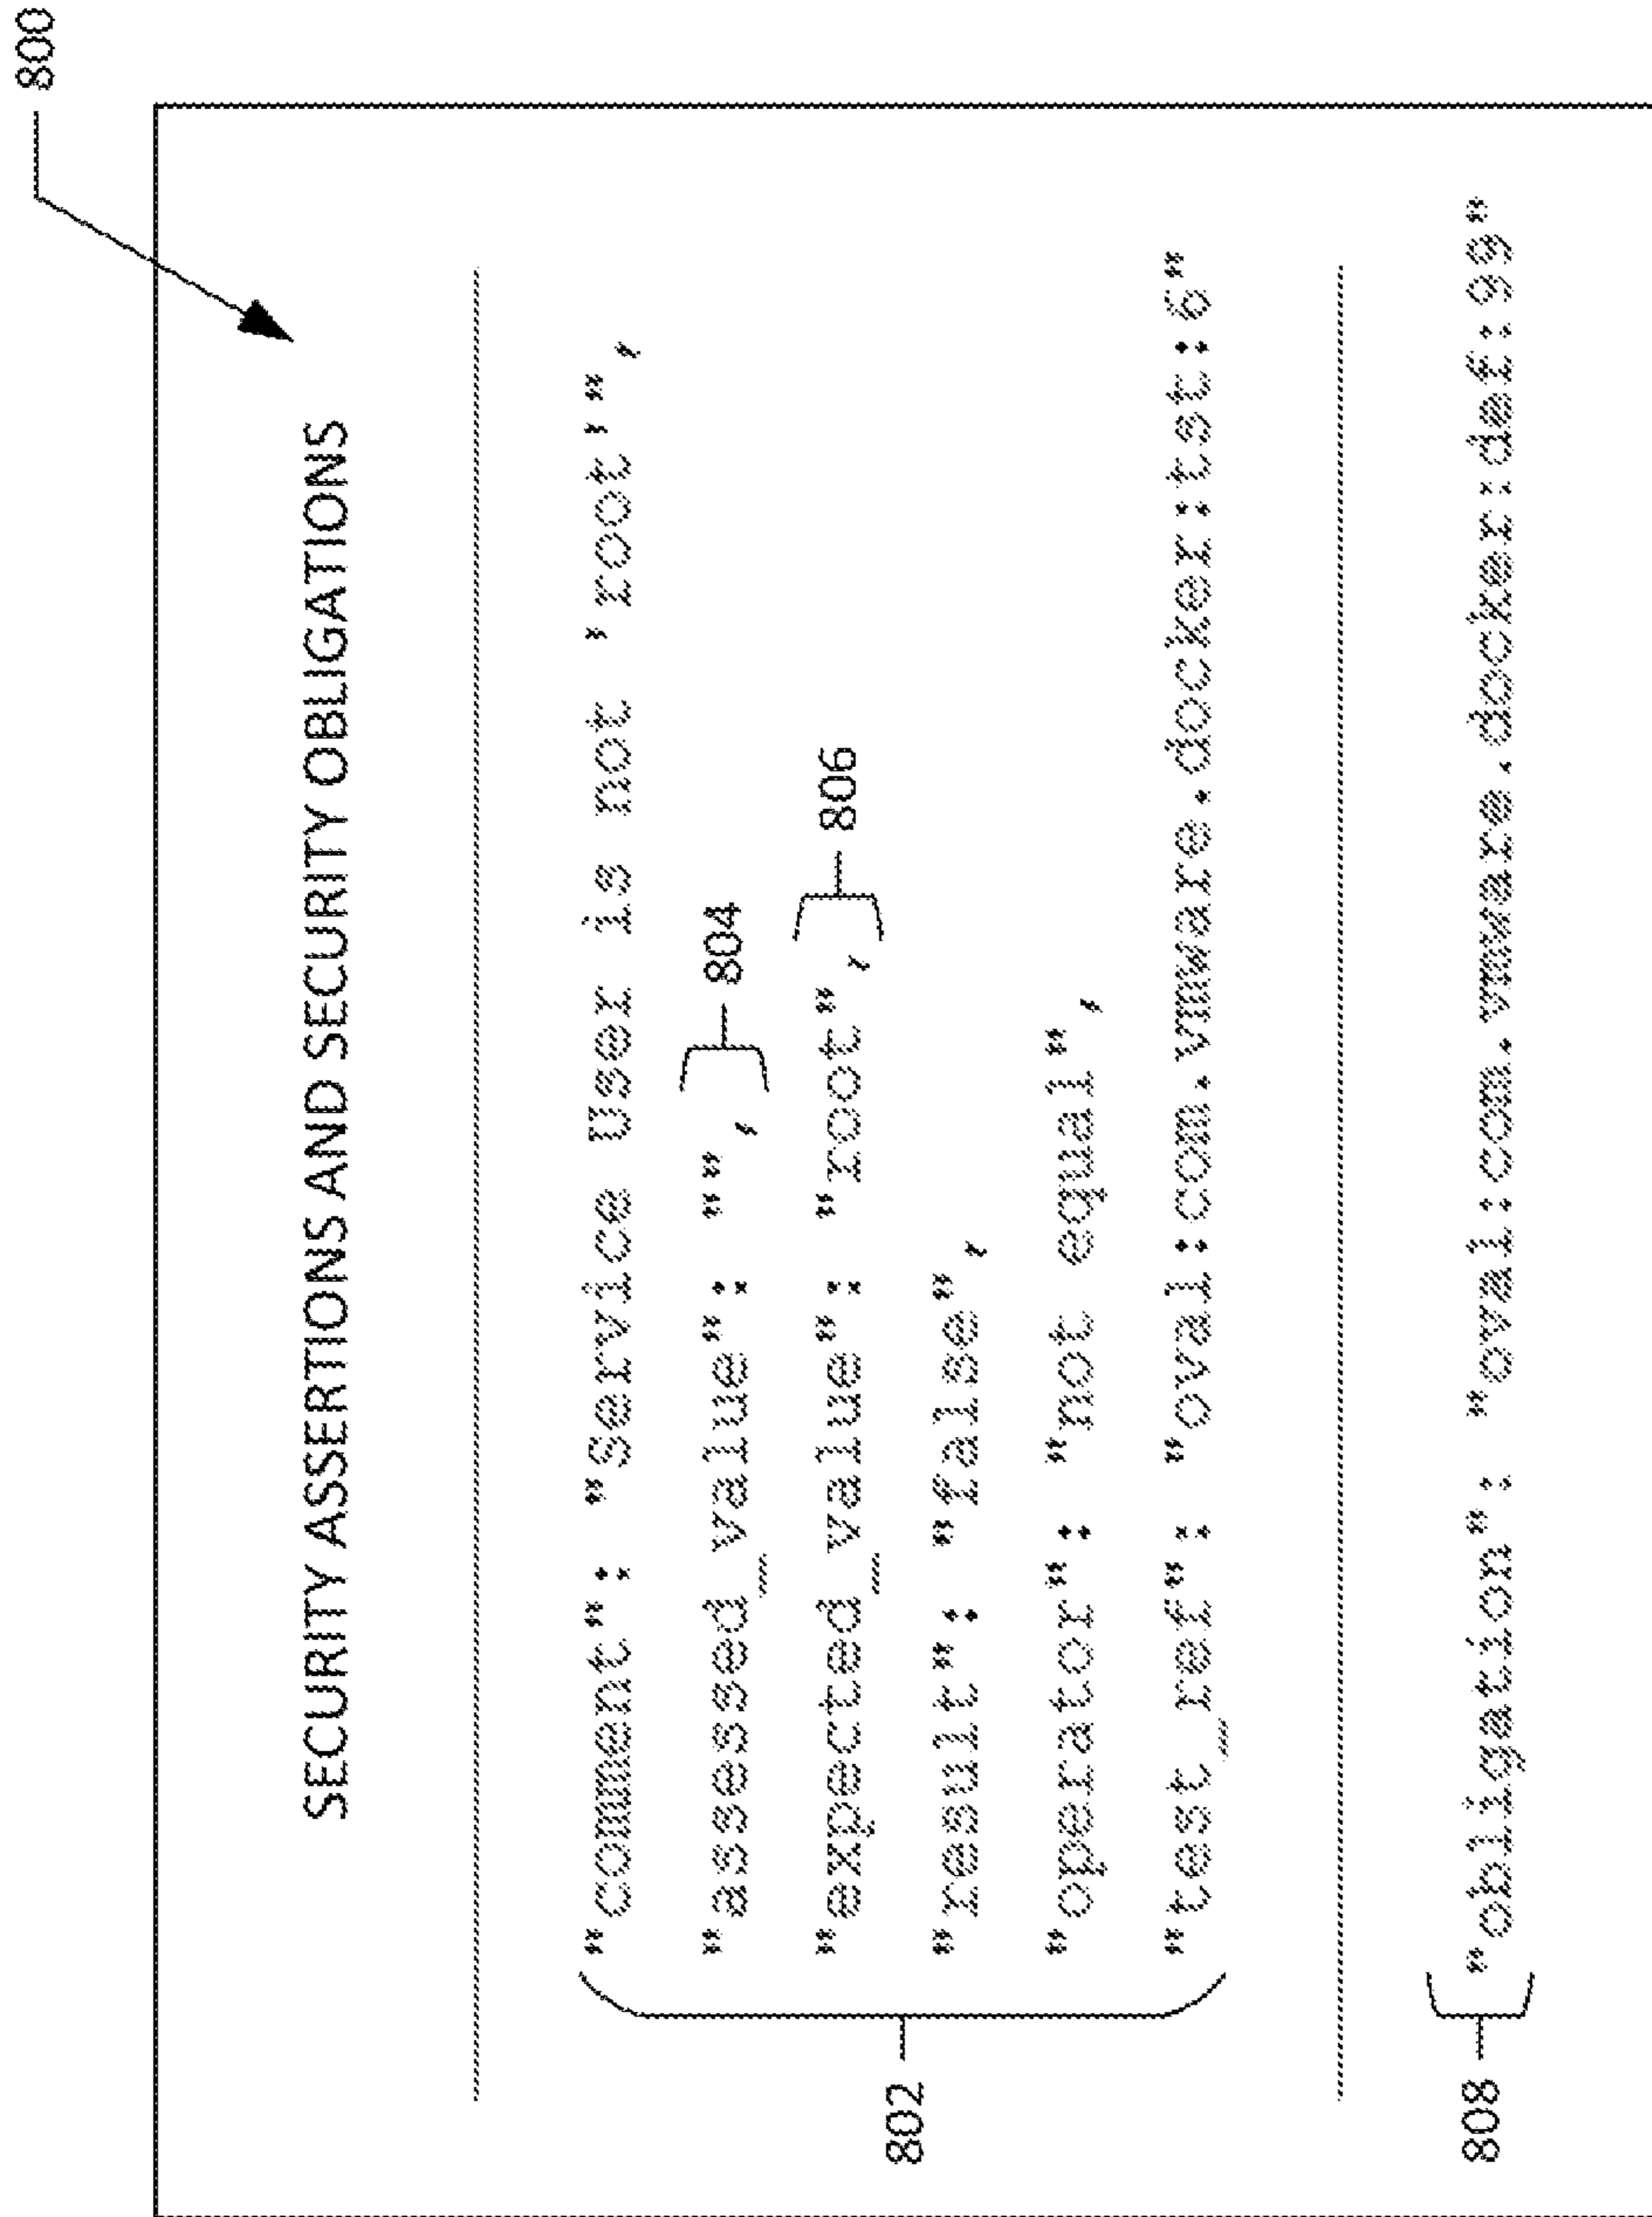 800
SECURITY ASSERTIONS AND SECURITY OBLIGATIONS
"comment": "Service User is not 'root'",
"assessed_value": "", 804
"expected_value": "root", 806
"result": "false",
802
"operator": "not equal",
"test_ref": "oval:com.vmware.docker:tst:6"
808 "obligation": "oval:com.vmware.docker:def:99"